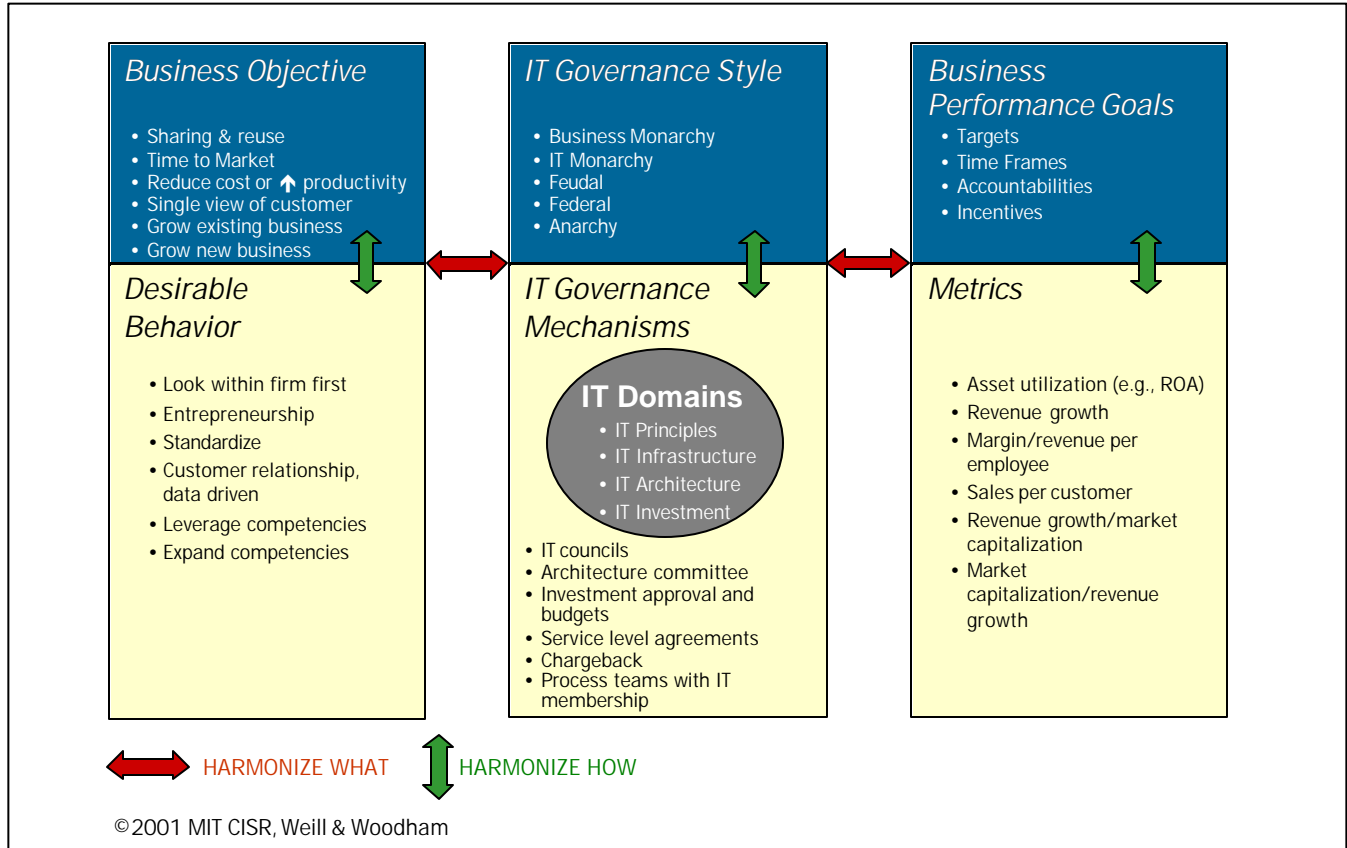 Business Objective
• Sharing & reuse
• Time to Market
• Reduce cost or ↑ productivity
• Single view of customer
• Grow existing business
• Grow new business
Desirable
Behavior
• Look within firm first
• Entrepreneurship
• Standardize
• Customer relationship,
data driven
• Leverage competencies
• Expand competencies
IT Governance Style
• Business Monarchy
• IT Monarchy
• Feudal
• Federal
• Anarchy
IT Governance
Mechanisms
IT Domains
• IT Principles
• IT Infrastructure
• IT Architecture
• IT Investment
• IT councils
• Architecture committee
• Investment approval and
budgets
• Service level agreements
• Chargeback
• Process teams with IT
membership
Business
Performance Goals
• Targets
• Time Frames
• Accountabilities
• Incentives
Metrics
• Asset utilization (e.g., ROA)
• Revenue growth
• Margin/revenue per
employee
• Sales per customer
• Revenue growth/market
capitalization
• Market
capitalization/revenue
growth
HARMONIZE WHAT
HARMONIZE HOW
©2001 MIT CISR, Weill & Woodham